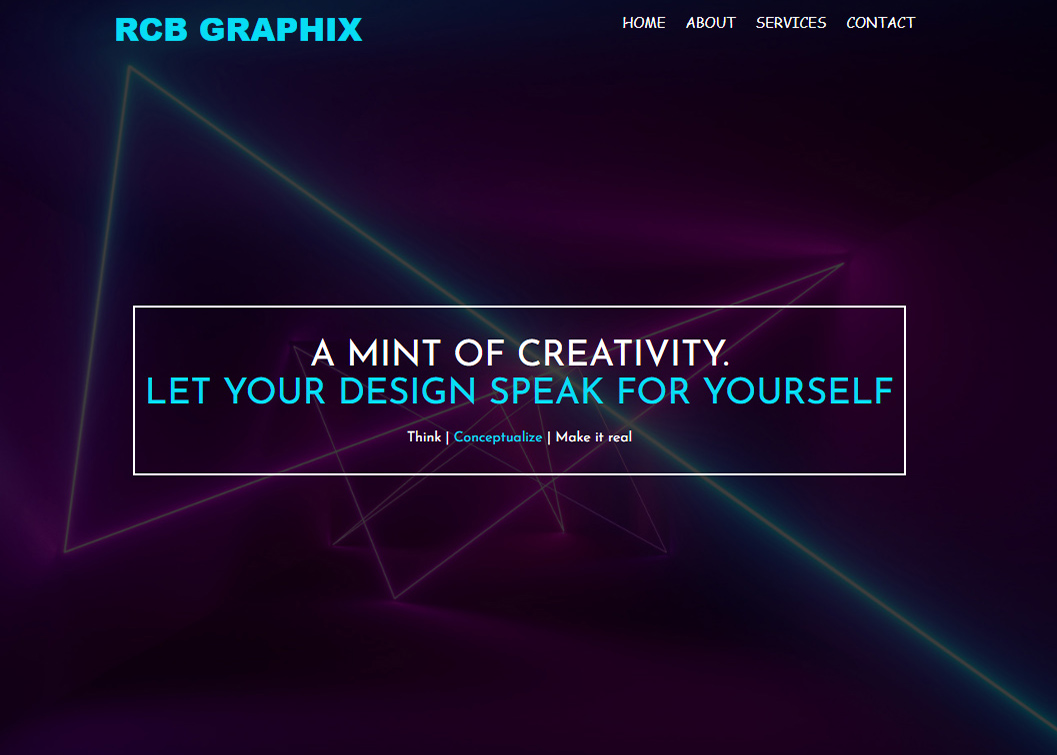 RCB GRAPHIX
HOME ABOUT SERVICES CONTACT
A MINT OF CREATIVITY.
LET YOUR DESIGN SPEAK FOR YOURSELF
Think | Conceptualize | Make it real